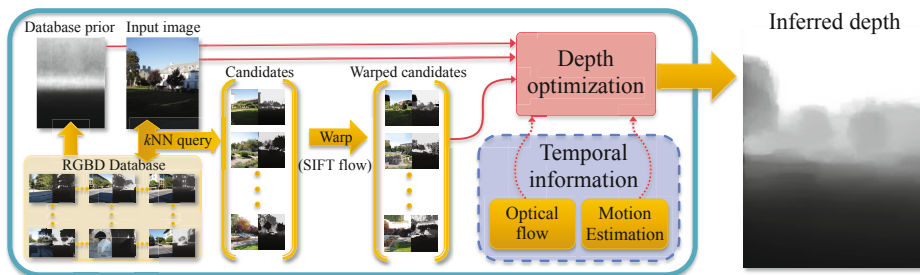 Database prior
Input image
Inferred depth
Candidates
Warped candidates
Depth
optimization
kNN query
Warp
(SIFT flow)
RGBD Database
Temporal
information
Optical
flow
Motion
Estimation